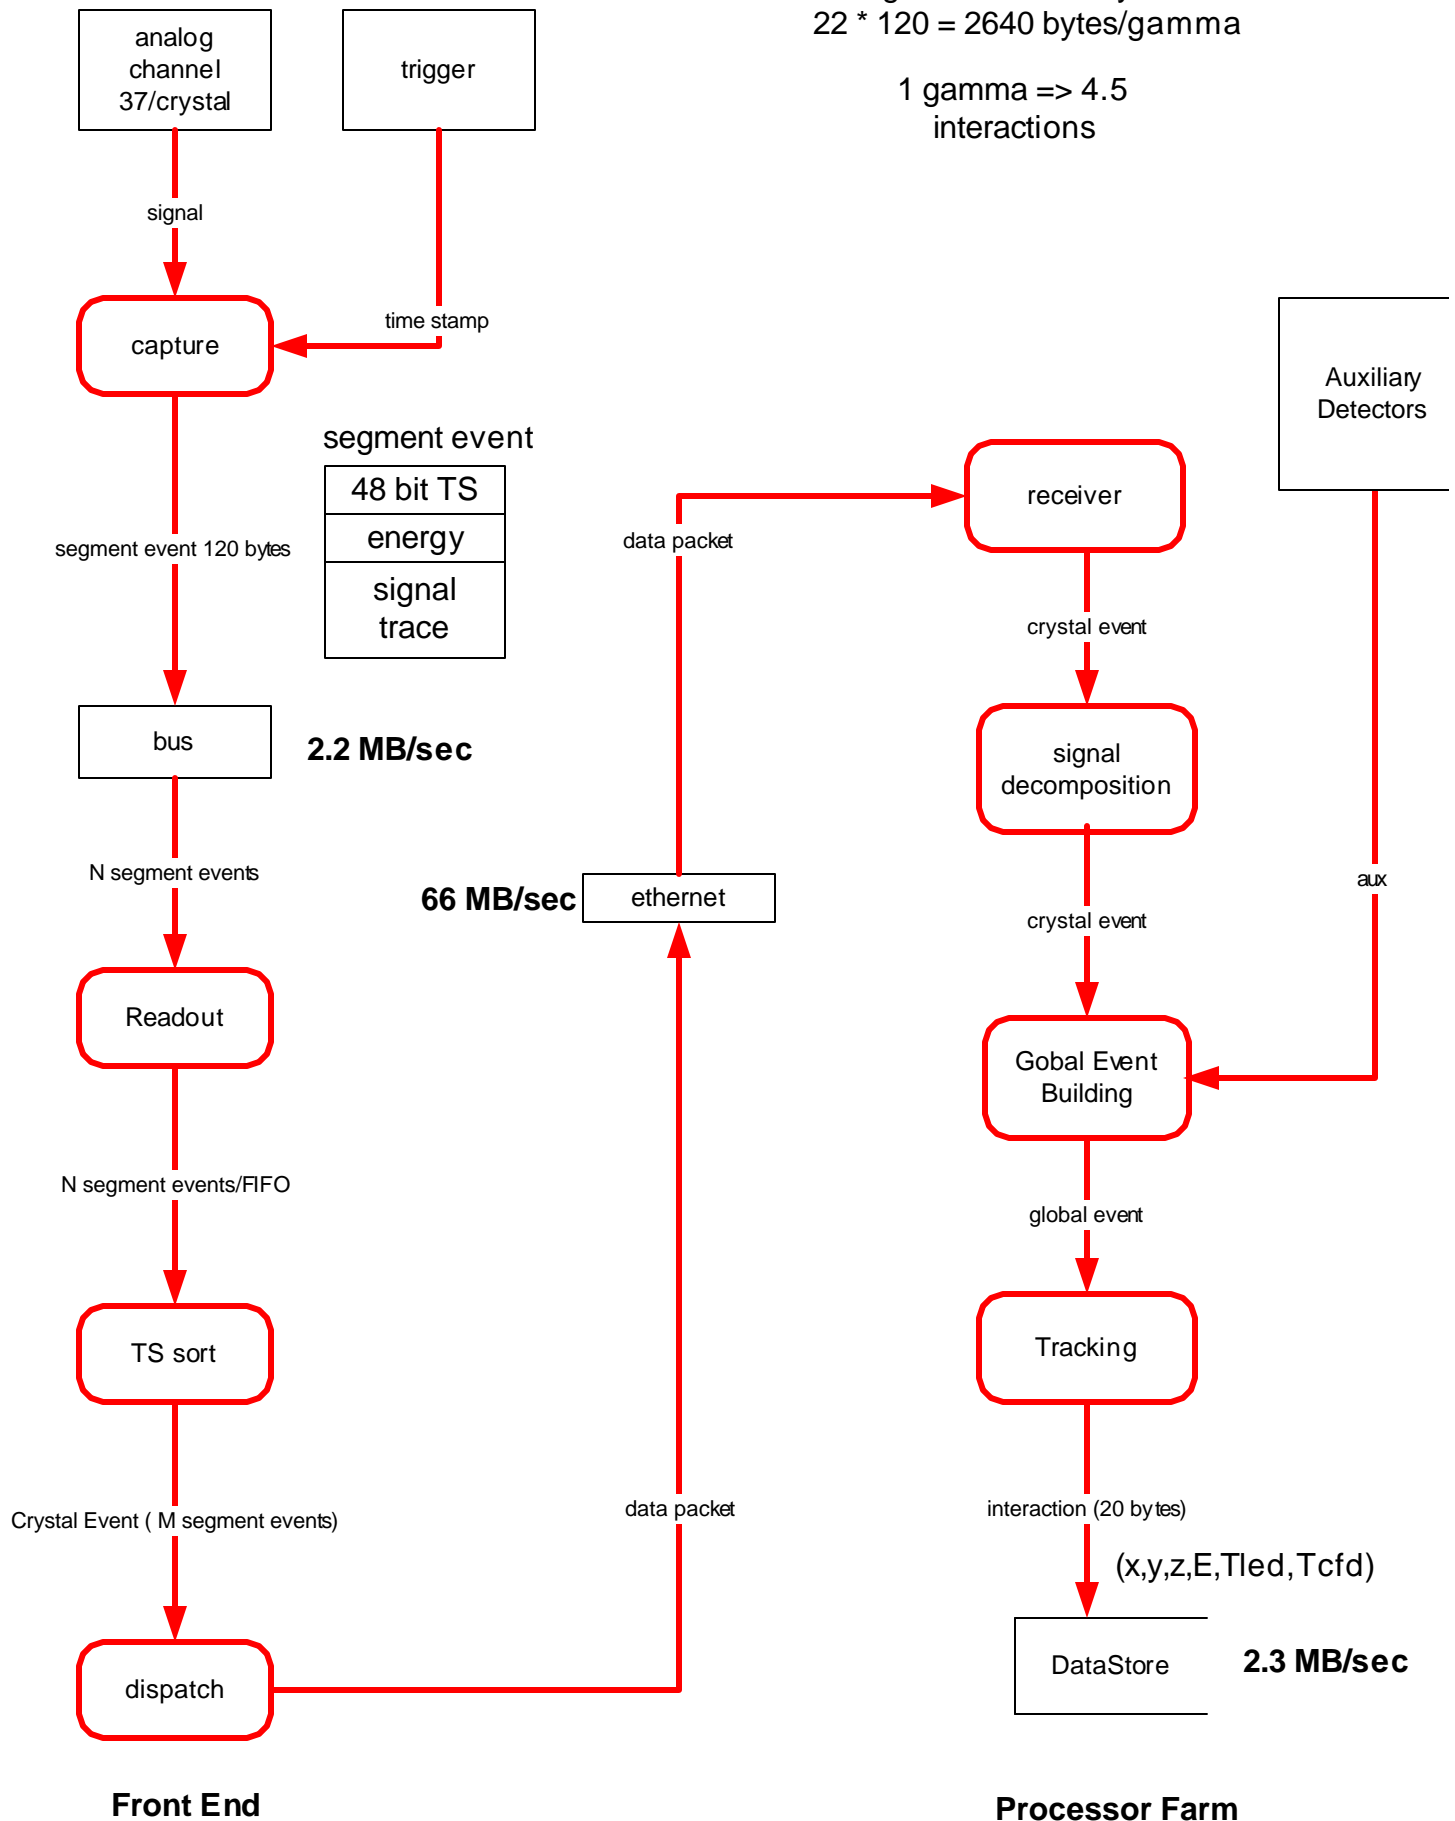 22 * 120 = 2640 bytes/gamma
1 gamma => 4.5
interactions
analog
channel
37/crystal
trigger
signal
time stamp
capture
Auxiliary
Detectors
segment event
48 bit TS
energy
signal
trace
segment event 120 bytes
receiver
data packet
crystal event
bus
2.2 MB/sec
signal
decomposition
N segment events
66 MB/sec
ethernet
aux
crystal event
Readout
Gobal Event
Building
N segment events/FIFO
global event
TS sort
Tracking
Crystal Event ( M segment events)
data packet
interaction (20 bytes)
(x,y,z,E,Tled,Tcfd)
dispatch
DataStore
2.3 MB/sec
Front End
Processor Farm